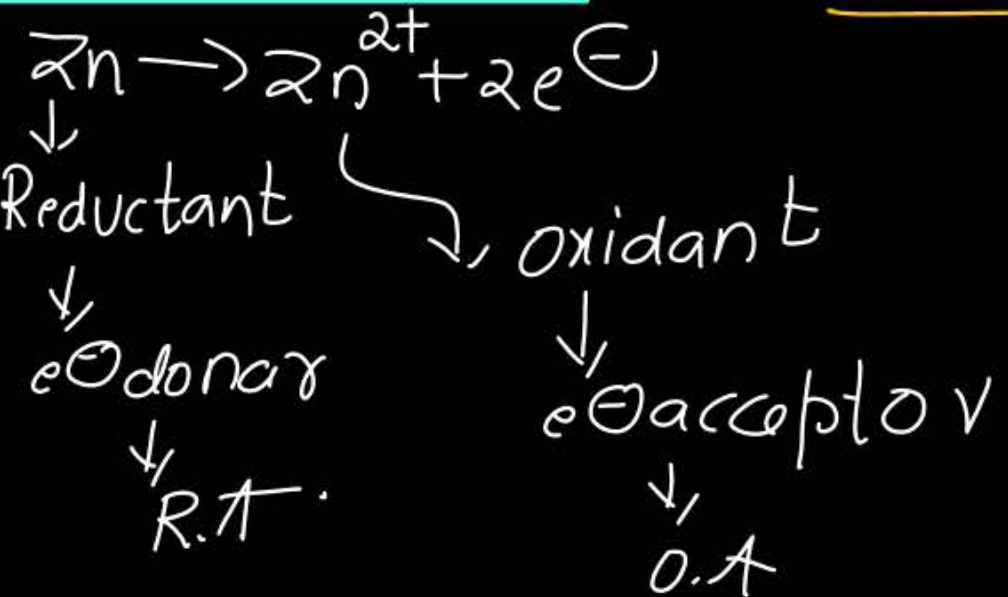 Zn → Zn²⁺ + 2e⊖
↓
Reductant
↓
e⊖ donar
↓
R.A.
↓
oxidant
↓
e⊖ acceptor
↓
O.A